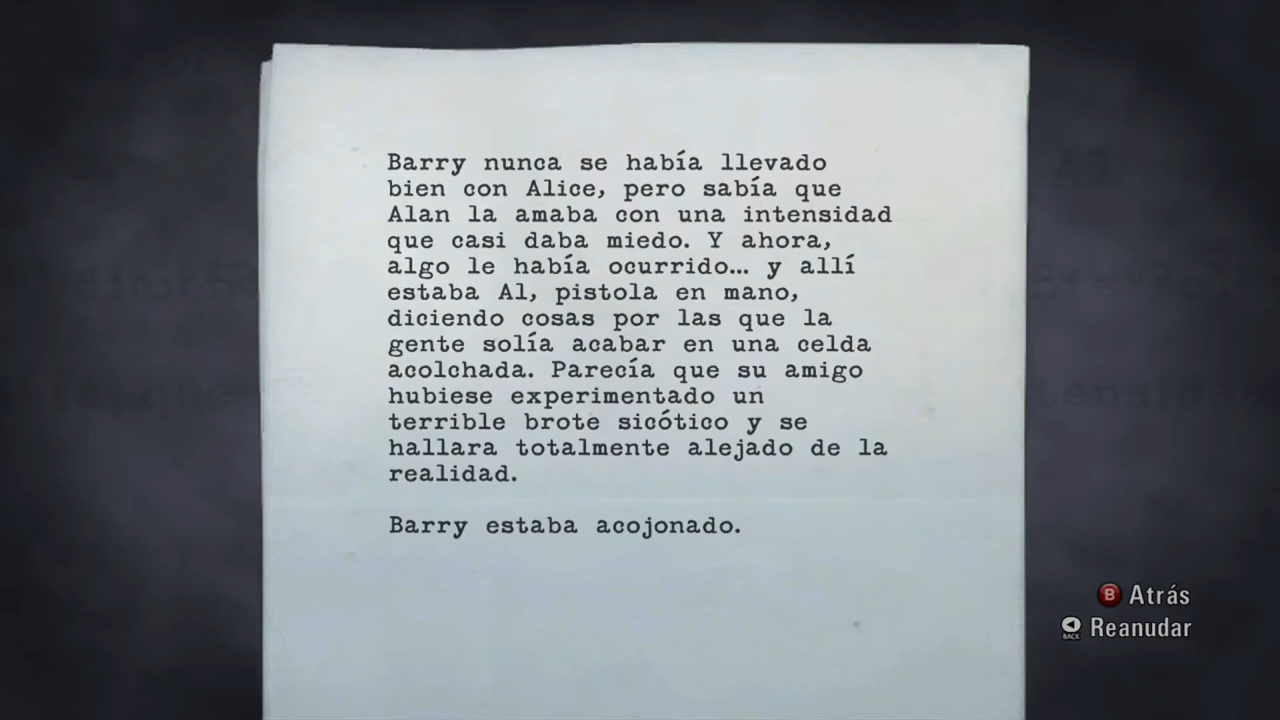 Barry nunca se había llevado
bien con Alice, pero sabía que
Alan la amaba con una intensidad
que casi daba miedo. Y ahora,
algo le había ocurrido... y allí
estaba Al, pistola en mano,
diciendo cosas por las que la
gente solía acabar en una celda
acolchada. Parecía que su amigo
hubiese experimentado un
terrible brote sicótico y se
hallara totalmente alejado de la
realidad.
Barry estaba acojonado.
B Atrás
BACK Reanudar